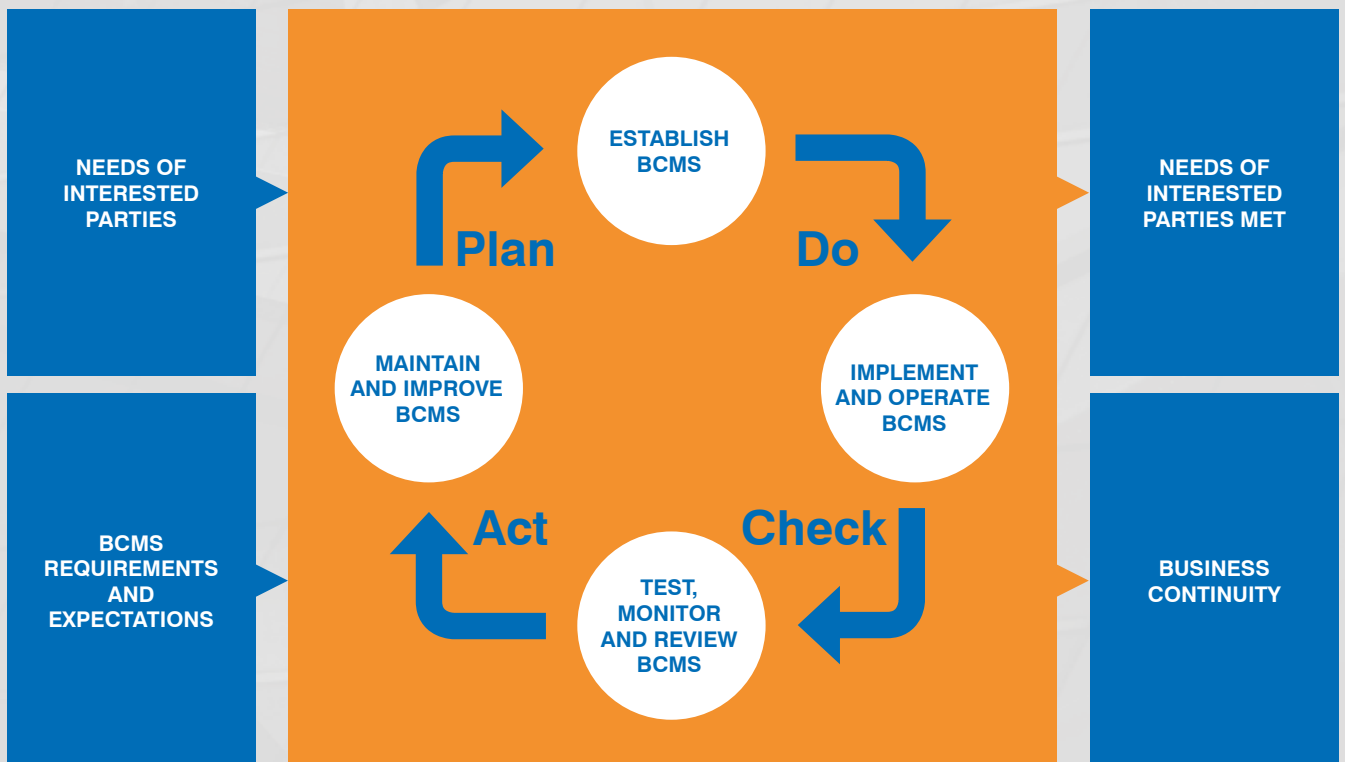 NEEDS OF
INTERESTED
PARTIES
BCMS
REQUIREMENTS
AND
EXPECTATIONS
Plan
ESTABLISH
BCMS
Do
IMPLEMENT
AND OPERATE
BCMS
Check
TEST,
MONITOR
AND REVIEW
BCMS
Act
MAINTAIN
AND IMPROVE
BCMS
NEEDS OF
INTERESTED
PARTIES MET
BUSINESS
CONTINUITY